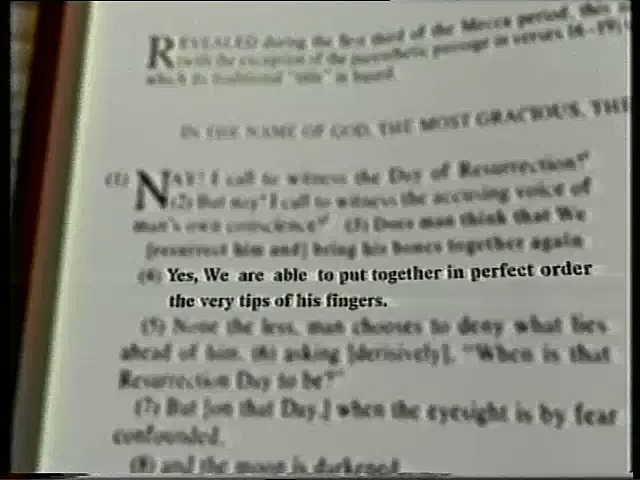 REVEALED during the first third of the Mecca period, this
(with the exception of the parenthetic passage in verses 16-19)
which its traditional "title" is based.
IN THE NAME OF GOD, THE MOST GRACIOUS, THE
(1) NAY! I call to witness the Day of Resurrection!
(2) But nay! I call to witness the accusing voice of
man's own conscience! (3) Does man think that We
[resurrect him and] bring his bones together again
(4) Yes, We are able to put together in perfect order
the very tips of his fingers.
(5) None the less, man chooses to deny what lies
ahead of him, (6) asking [derisively], "When is that
Resurrection Day to be?"
(7) But [on that Day,] when the eyesight is by fear
confounded,
(8) and the moon is darkened